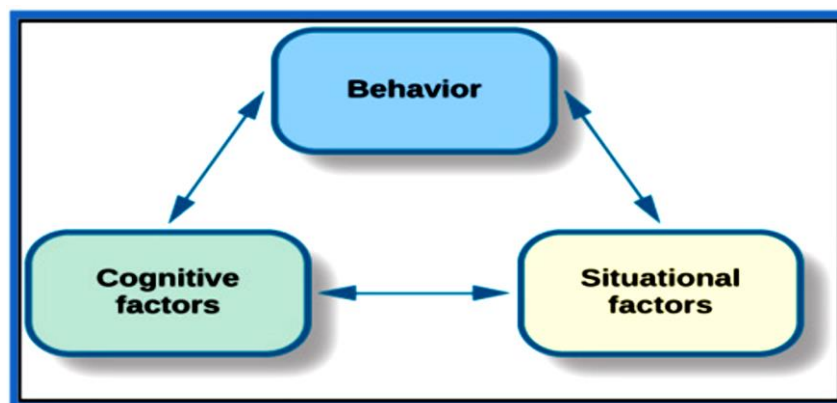 Behavior
Cognitive
factors
Situational
factors